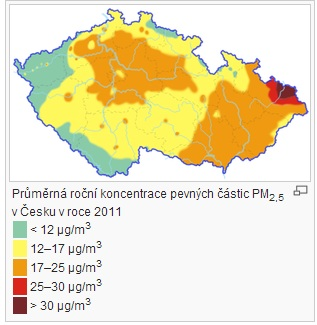 Průměrná roční koncentrace pevných částic PM2,5
v Česku v roce 2011
< 12 µg/m3
12–17 µg/m3
17–25 µg/m3
25–30 µg/m3
> 30 µg/m3